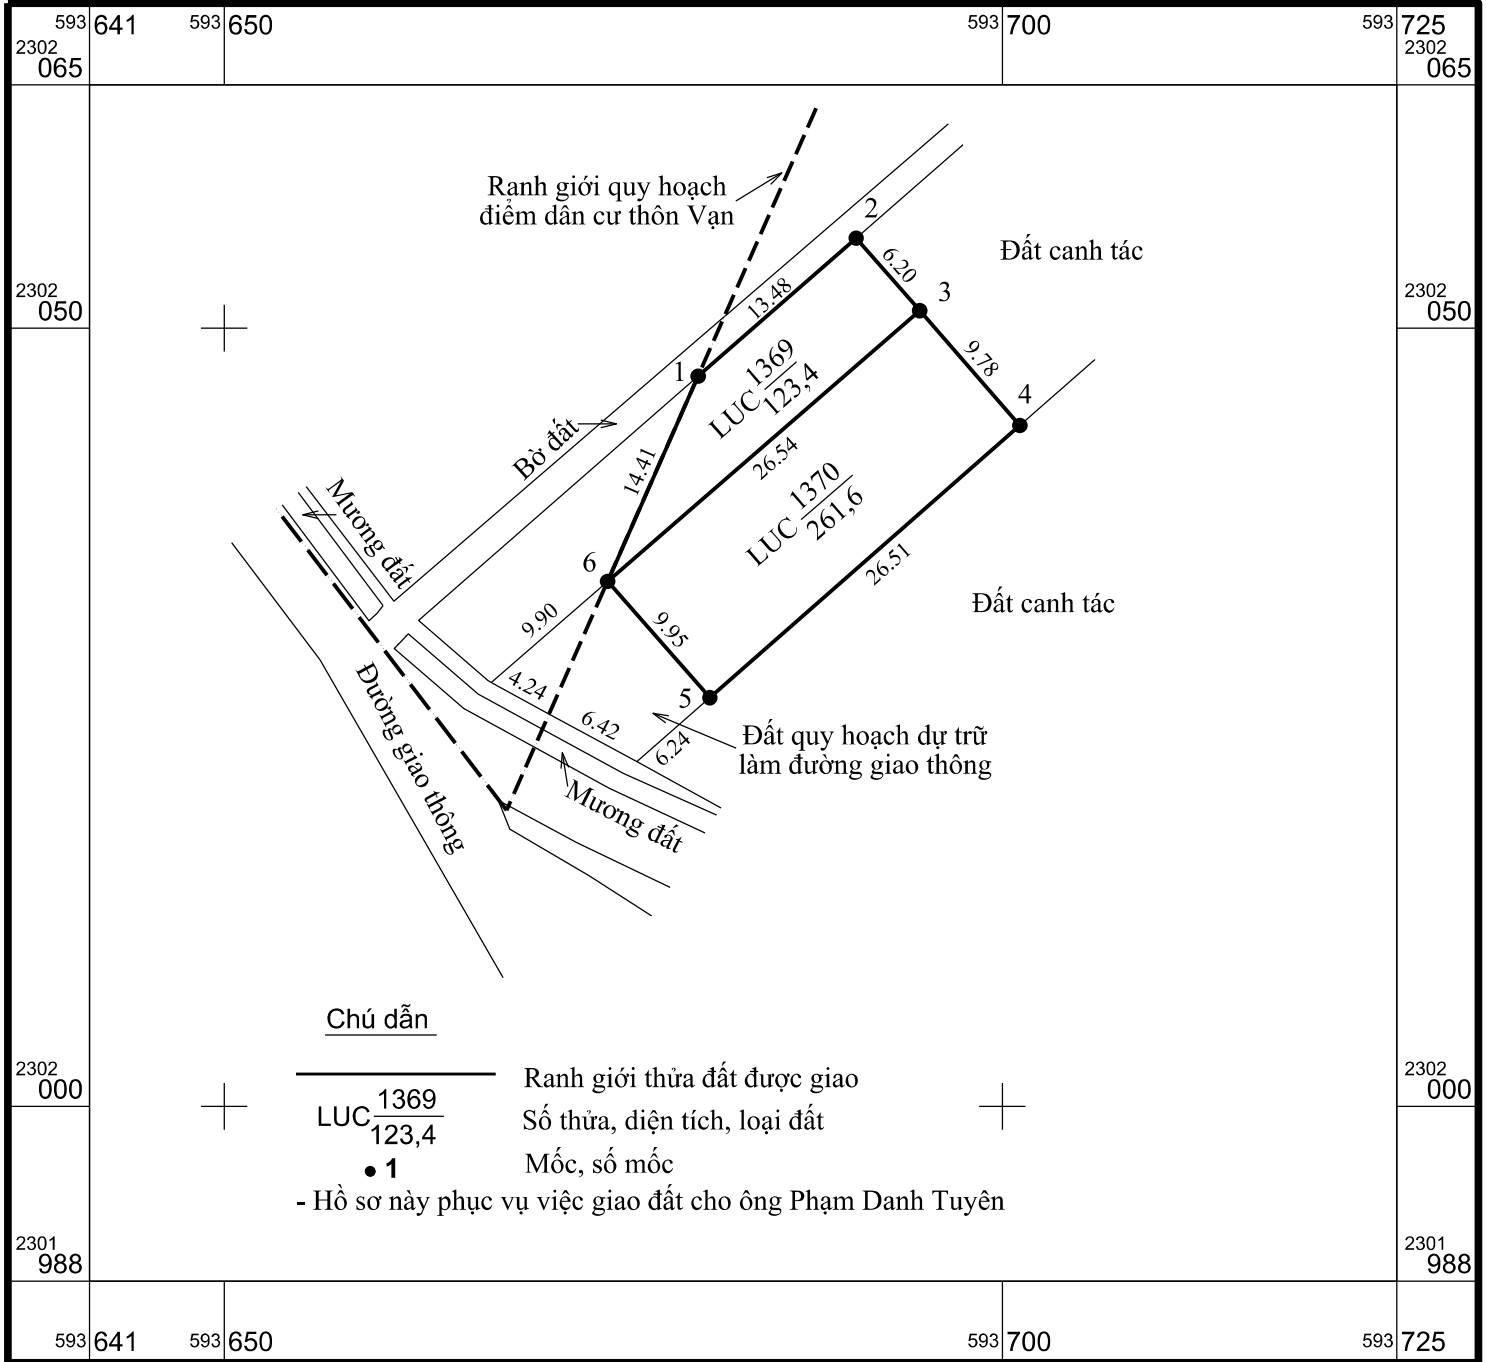 593 641 593 650 593 700 593 725
2302 065
2302 065
Ranh giới quy hoạch
điểm dân cư thôn Vạn
2
Đất canh tác
6.20
3
13.48
2302 050
2302 050
1
LUC 1369
123,4
9.78
4
Bờ đất
14.41
26.54
LUC 1370
261,6
Mương đất
6
26.51
9.90
9.95
Đất canh tác
4.24
5
6.42
6.24
Đất quy hoạch dự trữ
làm đường giao thông
Đường giao thông
Mương đất
Chú dẫn
2302 000
2302 000
Ranh giới thửa đất được giao
LUC 1369
123,4
Số thửa, diện tích, loại đất
1
Mốc, số mốc
- Hồ sơ này phục vụ việc giao đất cho ông Phạm Danh Tuyên
2301 988
2301 988
593 641 593 650 593 700 593 725